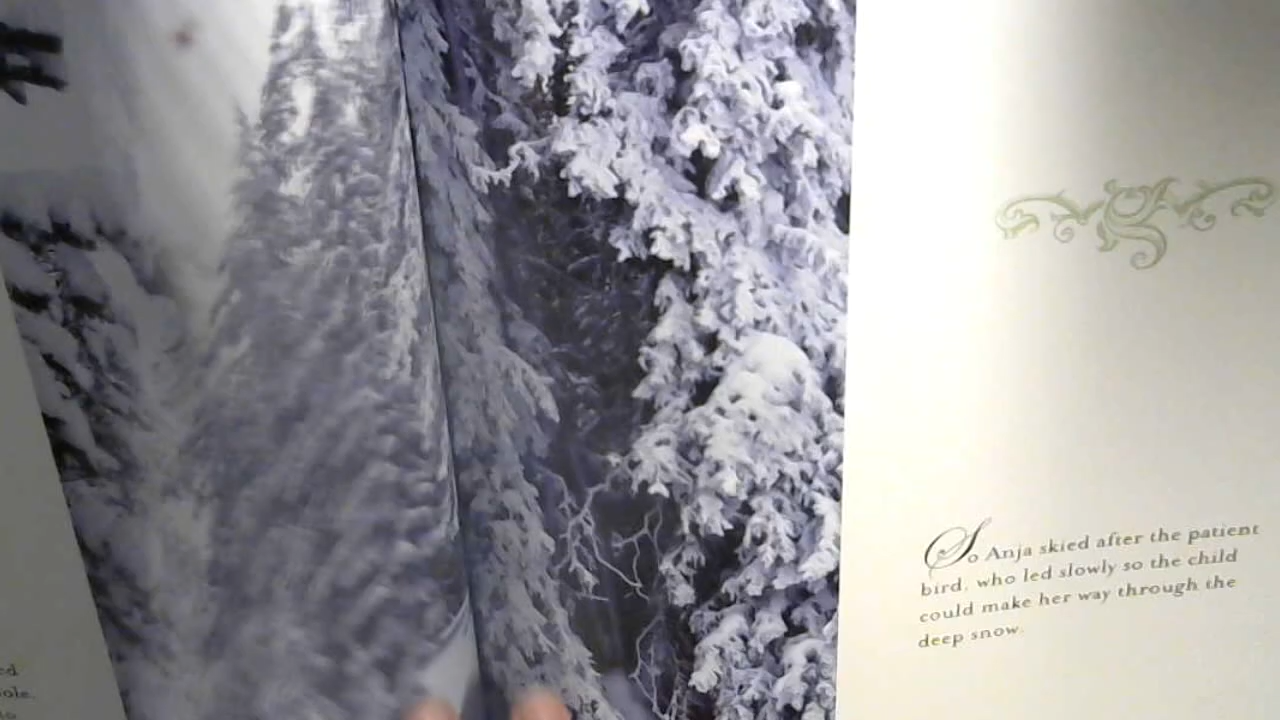 So Anja skied after the patient
bird, who led slowly so the child
could make her way through the
deep snow.